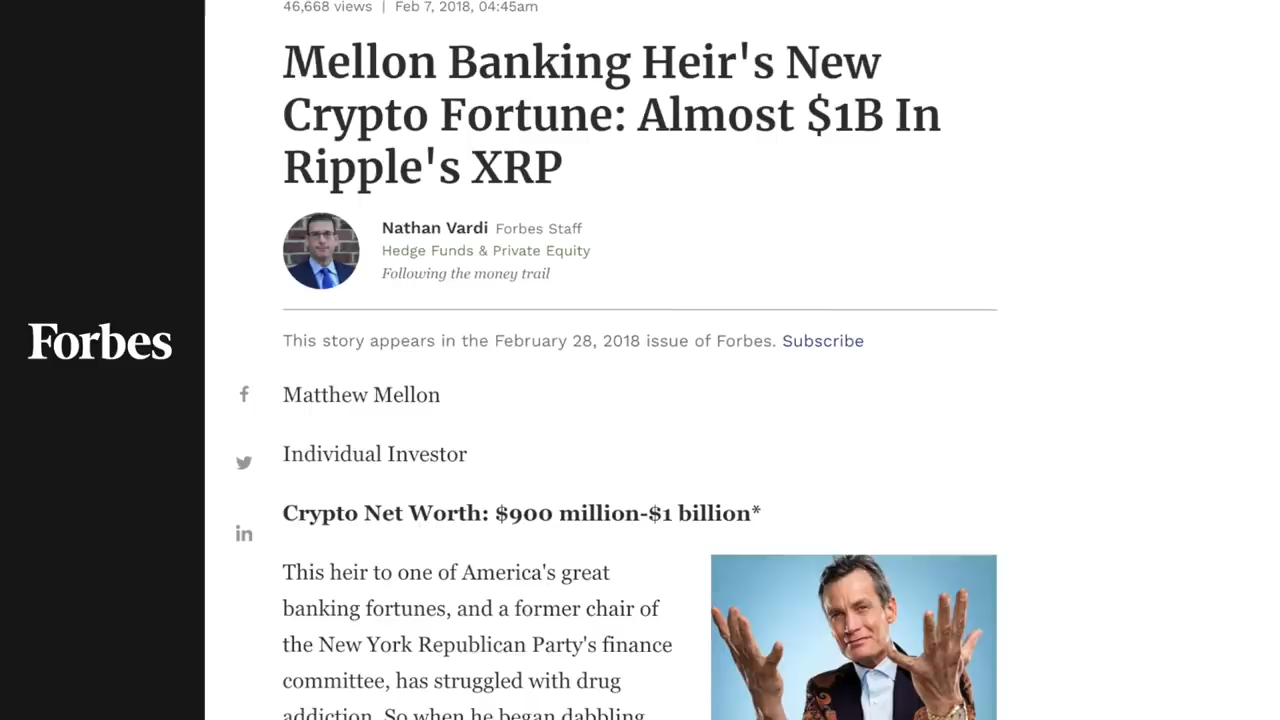 46,668 views | Feb 7, 2018, 04:45am
Mellon Banking Heir's New
Crypto Fortune: Almost $1B In
Ripple's XRP
Nathan Vardi Forbes Staff
Hedge Funds & Private Equity
Following the money trail
Forbes
This story appears in the February 28, 2018 issue of Forbes. Subscribe
f
Matthew Mellon
Individual Investor
Crypto Net Worth: $900 million-$1 billion*
in
This heir to one of America's great
banking fortunes, and a former chair of
the New York Republican Party's finance
committee, has struggled with drug
addiction. So when he began dabbling